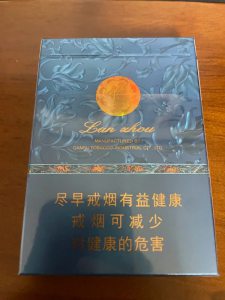 Lan zhou
MANUFACTURED BY
GANSU TOBACCO INDUSTRIAL CO., LTD.
尽早戒烟有益健康
戒烟可减少
对健康的危害